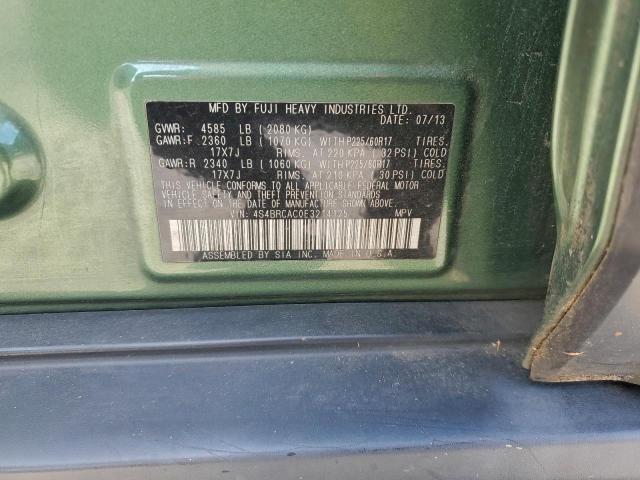 MFD BY FUJI HEAVY INDUSTRIES LTD.
DATE: 07/13
GVWR: 4585 LB ( 2080 KG)
GAWR:F 2360 LB ( 1070 KG) WITH P225/60R17 TIRES.
17X7J RIMS. AT 220 KPA ( 32 PSI) COLD
GAWR:R 2340 LB ( 1060 KG) WITH P225/60R17 TIRES.
17X7J RIMS. AT 210 KPA ( 30 PSI) COLD
THIS VEHICLE CONFORMS TO ALL APPLICABLE FEDERAL MOTOR
VEHICLE SAFETY AND THEFT PREVENTION STANDARDS
IN EFFECT ON THE DATE OF MANUFACTURE SHOWN ABOVE.
VIN: MPV
ASSEMBLED BY SIA INC. MADE IN U.S.A.